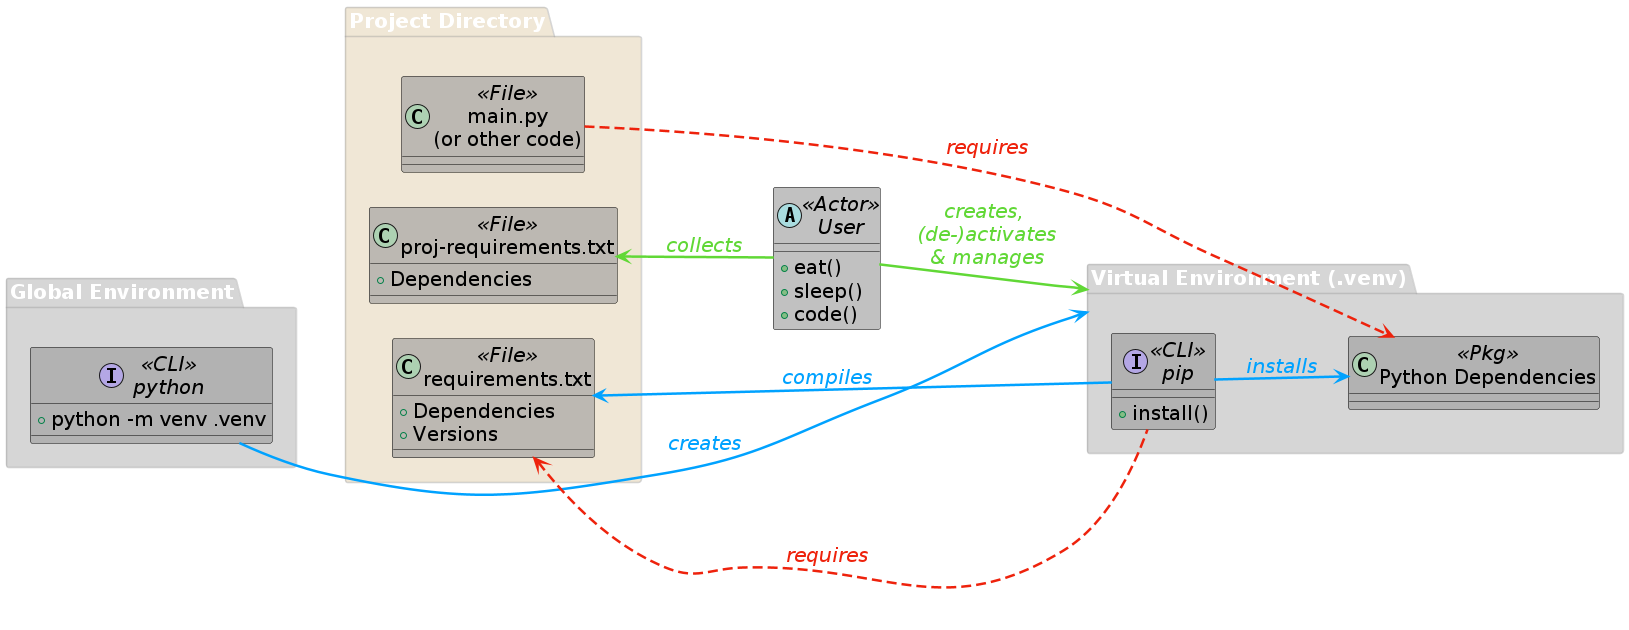 Project Directory
«File»
C
main.py
(or other code)
requires
«File»
C
proj-requirements.txt
Dependencies
collects
«Actor»
A
User
eat()
sleep()
code()
creates,
(de-)activates
& manages
Global Environment
«CLI»
I
python
python -m venv .venv
«File»
C
requirements.txt
Dependencies
Versions
compiles
creates
Virtual Environment (.venv)
«CLI»
I
pip
install()
installs
«Pkg»
C
Python Dependencies
requires